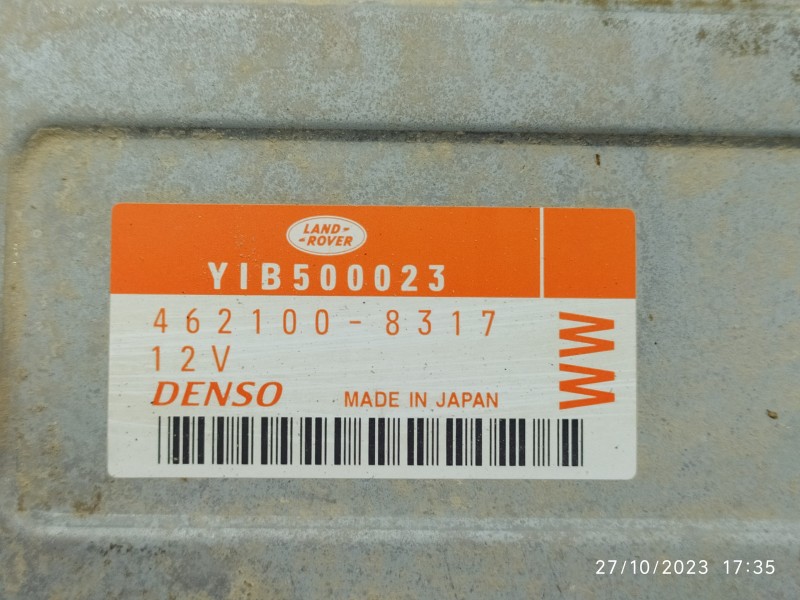 LAND-
-ROVER
YIB500023
462100-8317
12V
WW
DENSO MADE IN JAPAN
27/10/2023 17:35